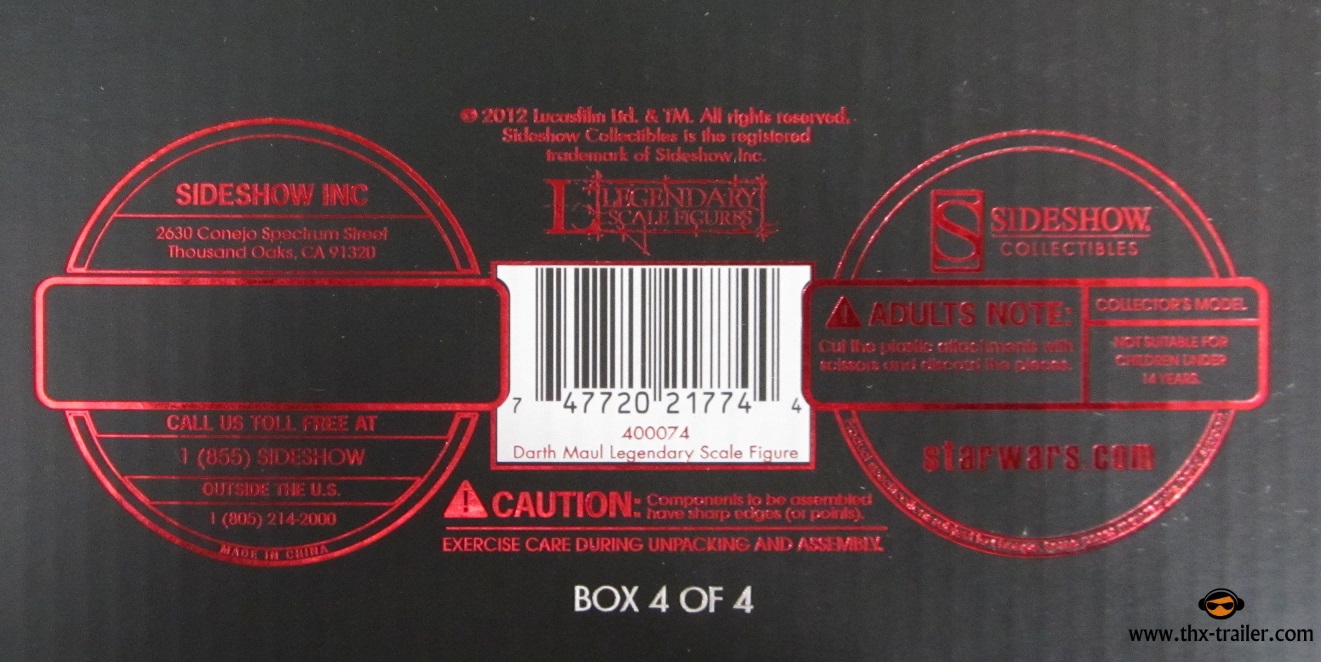 © 2012 Lucasfilm Ltd. & TM. All rights reserved.
Sideshow Collectibles is the registered
trademark of Sideshow, Inc.
LEGENDARY
SCALE FIGURES
SIDESHOW INC
2630 Conejo Spectrum Street
Thousand Oaks, CA 91320
CALL US TOLL FREE AT
1 (855) SIDESHOW
OUTSIDE THE U.S.
1 (805) 214-2000
MADE IN CHINA
7 47720 21774 4
400074
Darth Maul Legendary Scale Figure
CAUTION: Components to be assembled
have sharp edges (or points).
EXERCISE CARE DURING UNPACKING AND ASSEMBLY.
S SIDESHOW
COLLECTIBLES
ADULTS NOTE:
Cut the plastic attachments with
scissors and discard the pieces.
COLLECTOR'S MODEL
NOT SUITABLE FOR
CHILDREN UNDER
14 YEARS.
starwars.com
BOX 4 OF 4
www.thx-trailer.com